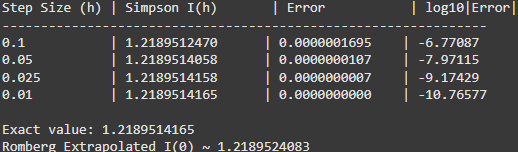 Step Size (h) | Simpson I(h) | Error | log10|Error|
----------------------------------------------------------------
0.1 | 1.2189512470 | 0.0000001695 | -6.77087
0.05 | 1.2189514058 | 0.0000000107 | -7.97115
0.025 | 1.2189514158 | 0.0000000007 | -9.17429
0.01 | 1.2189514165 | 0.0000000000 | -10.76577
Exact value: 1.2189514165
Romberg Extrapolated I(0) ~ 1.2189524083